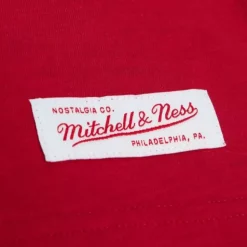 NOSTALGIA CO.
Mitchell & Ness
PHILADELPHIA, PA.